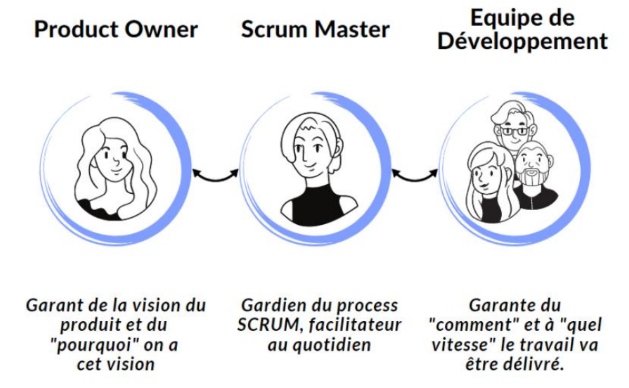 Product Owner
Scrum Master
Equipe de
Développement
Garant de la vision du
produit et du
"pourquoi" on a
cet vision
Gardien du process
SCRUM, facilitateur
au quotidien
Garante du
"comment" et à "quel
vitesse" le travail va
être délivré.